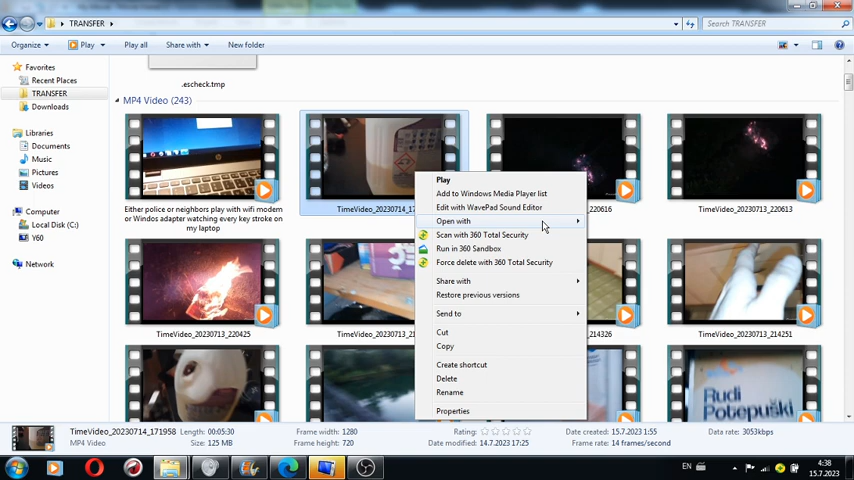 TRANSFER
Search TRANSFER
Organize
Play
Play all
Share with
New folder
Favorites
Recent Places
TRANSFER
Downloads
Libraries
Documents
Music
Pictures
Videos
Computer
Local Disk (C:)
Y60
Network
.escheck.tmp
MP4 Video (243)
Either police or neighbors play with wifi modem
or Windos adapter watching every key stroke on
my laptop
TimeVideo_20230714_17
_220616
TimeVideo_20230713_220613
TimeVideo_20230713_220425
TimeVideo_20230713_21
_214326
TimeVideo_20230713_214251
Rudi
Potepuški
Play
Add to Windows Media Player list
Edit with WavePad Sound Editor
Open with
Scan with 360 Total Security
Run in 360 Sandbox
Force delete with 360 Total Security
Share with
Restore previous versions
Send to
Cut
Copy
Create shortcut
Delete
Rename
Properties
TimeVideo_20230714_171958
MP4 Video
Length: 00:05:30
Size: 125 MB
Frame width: 1280
Frame height: 720
Rating:
Date modified: 14.7.2023 17:25
Date created: 15.7.2023 1:55
Frame rate: 14 frames/second
Data rate: 3053kbps
EN
4:38
15.7.2023